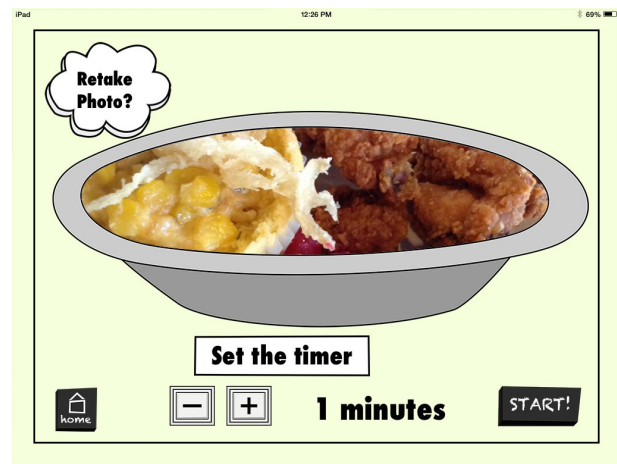 iPad 12:26 PM 69%
Retake
Photo?
Set the timer
− + 1 minutes START!
home